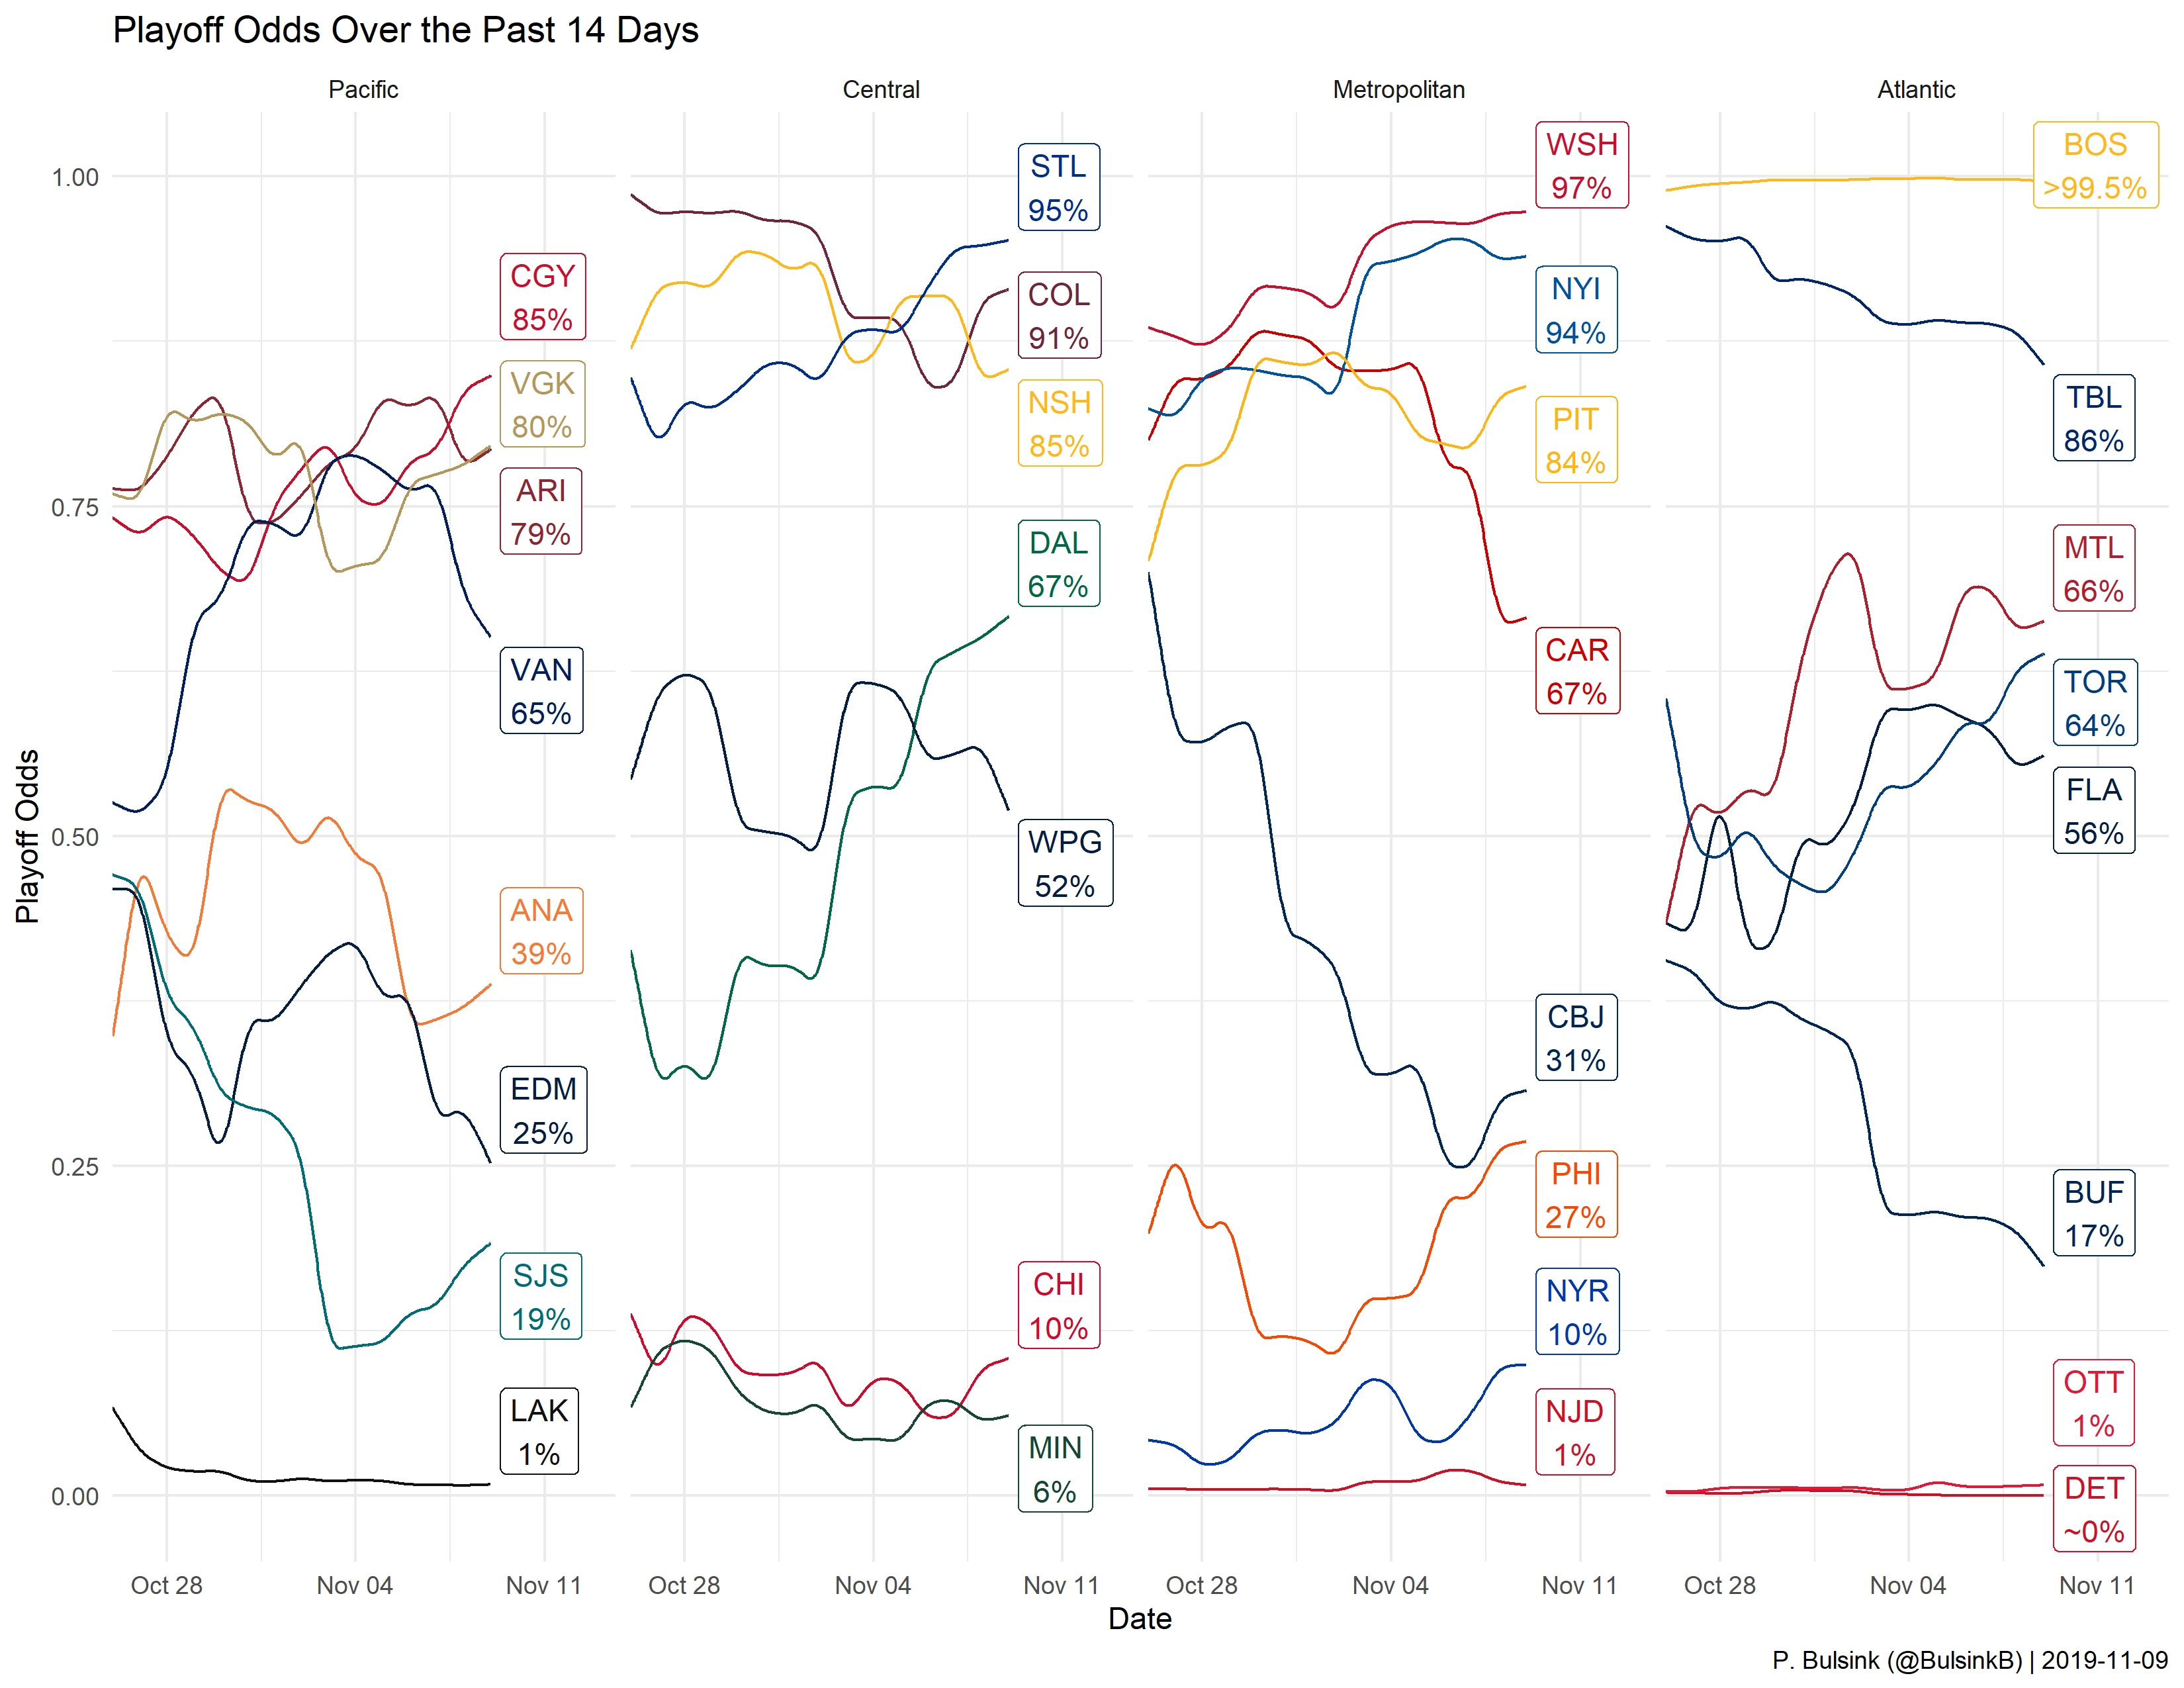 Playoff Odds Over the Past 14 Days
Pacific
Central
Metropolitan
Atlantic
Playoff Odds
1.00
0.75
0.50
0.25
0.00
CGY
85%
VGK
80%
ARI
79%
VAN
65%
ANA
39%
EDM
25%
SJS
19%
LAK
1%
STL
95%
COL
91%
NSH
85%
DAL
67%
WPG
52%
CHI
10%
MIN
6%
WSH
97%
NYI
94%
PIT
84%
CAR
67%
CBJ
31%
PHI
27%
NYR
10%
NJD
1%
BOS
>99.5%
TBL
86%
MTL
66%
TOR
64%
FLA
56%
BUF
17%
OTT
1%
DET
~0%
Oct 28 Nov 04 Nov 11
Oct 28 Nov 04 Nov 11
Oct 28 Nov 04 Nov 11
Oct 28 Nov 04 Nov 11
Date
P. Bulsink (@BulsinkB) | 2019-11-09